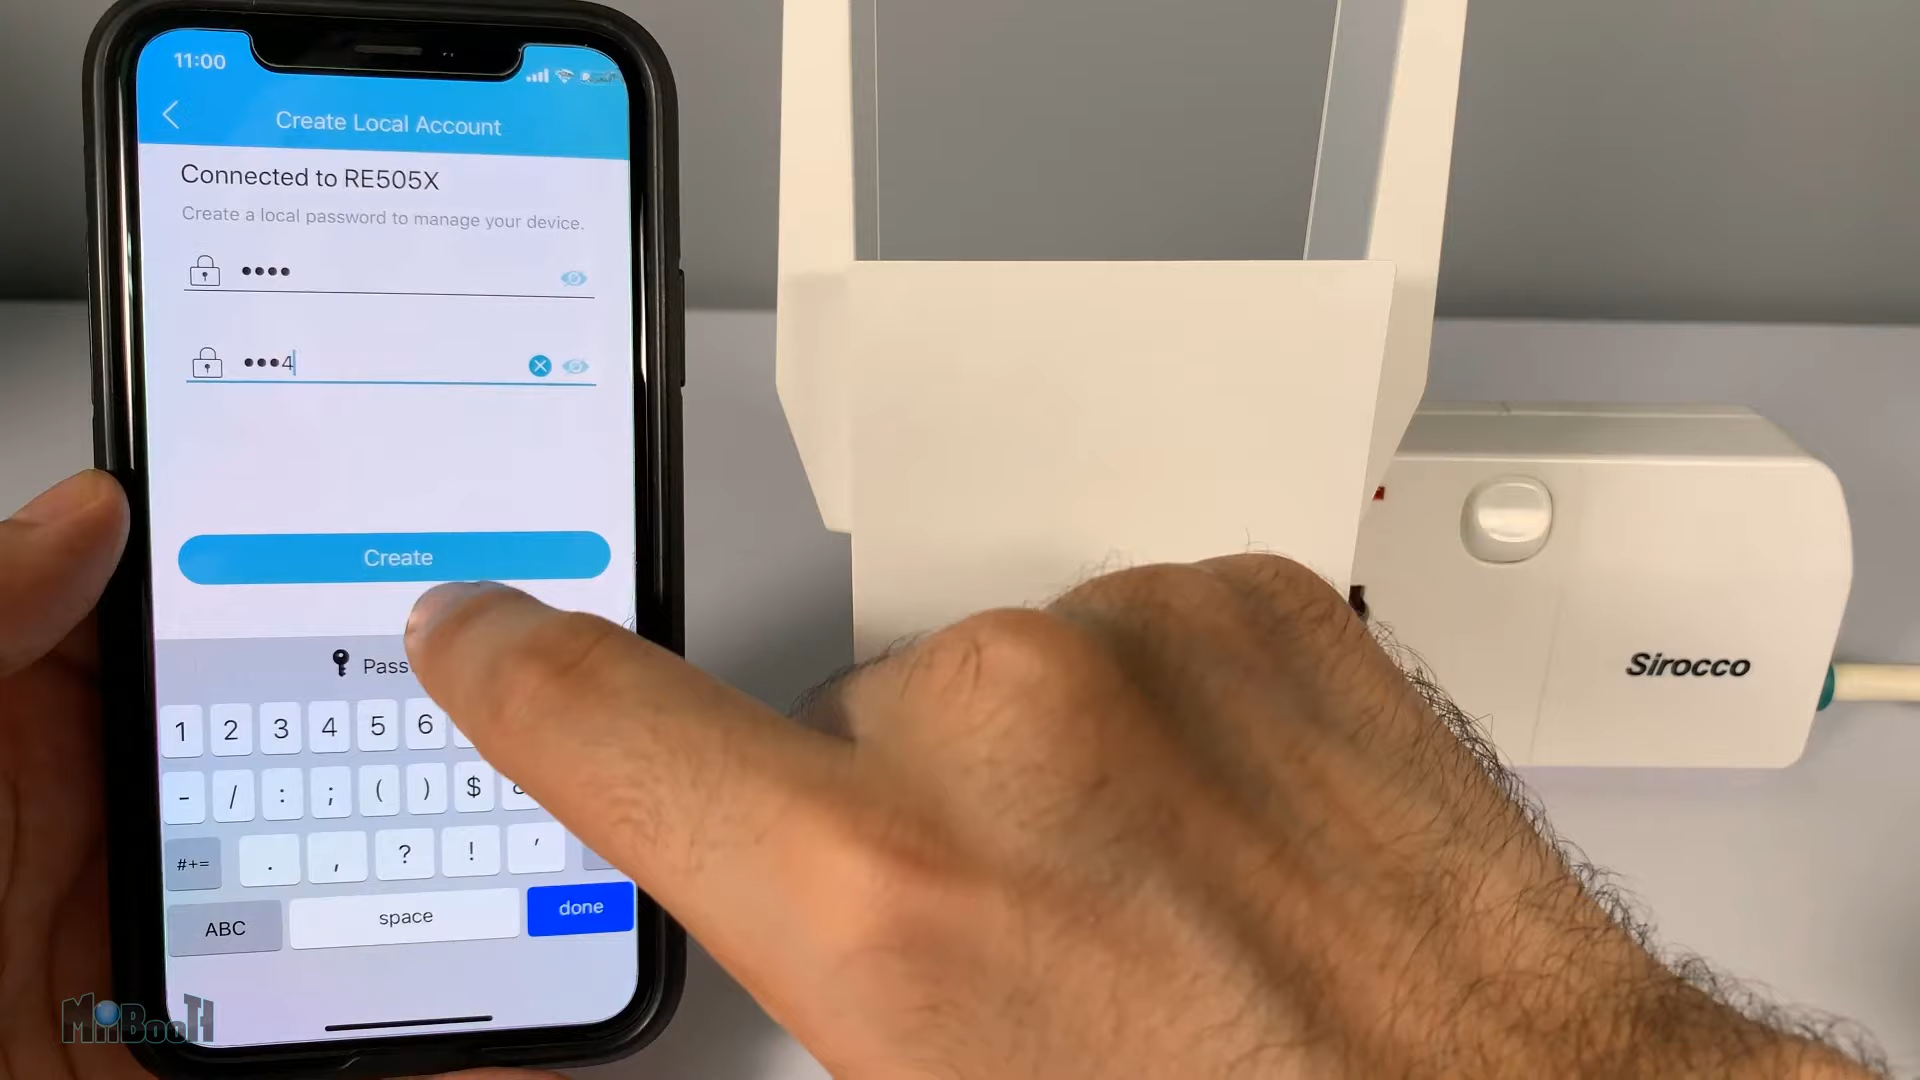 11:00
Create Local Account
Connected to RE505X
Create a local password to manage your device.
••••
•••4
Create
1 2 3 4 5 6
- / : ; ( ) $
#+= . , ? ! '
ABC space done
Sirocco
MiiBooTH